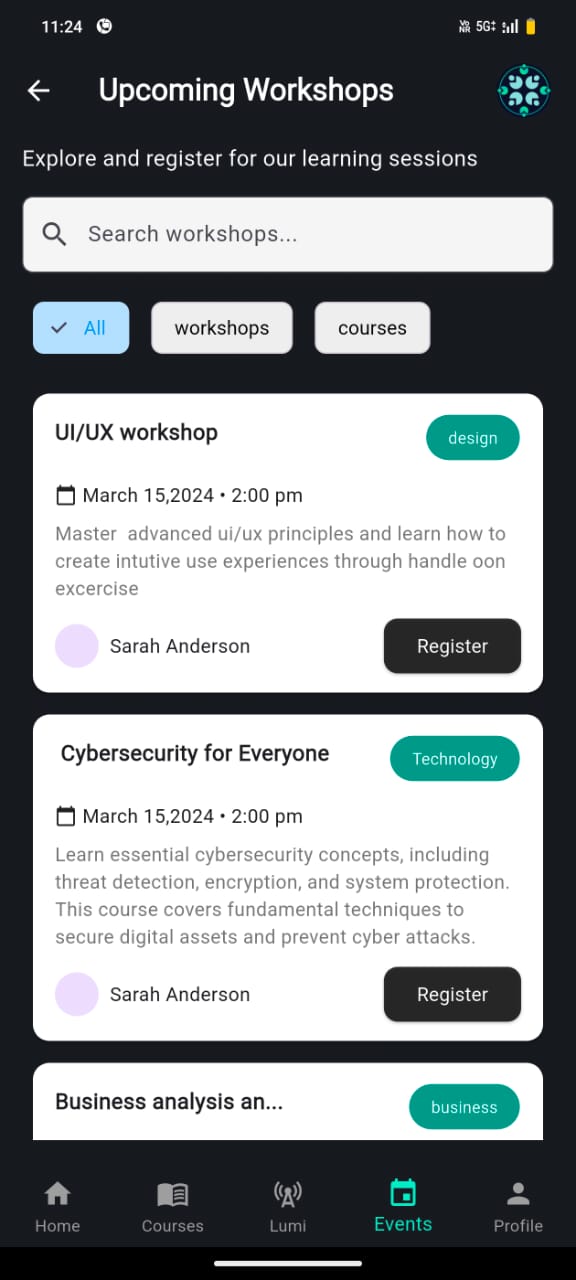 11:24
Vo NR 5G‡
Upcoming Workshops
Explore and register for our learning sessions
Search workshops...
All
workshops
courses
UI/UX workshop
design
March 15,2024 • 2:00 pm
Master  advanced ui/ux principles and learn how to
create intutive use experiences through handle oon
excercise
Sarah Anderson
Register
Cybersecurity for Everyone
Technology
March 15,2024 • 2:00 pm
Learn essential cybersecurity concepts, including
threat detection, encryption, and system protection.
This course covers fundamental techniques to
secure digital assets and prevent cyber attacks.
Sarah Anderson
Register
Business analysis an...
business
Home
Courses
Lumi
Events
Profile